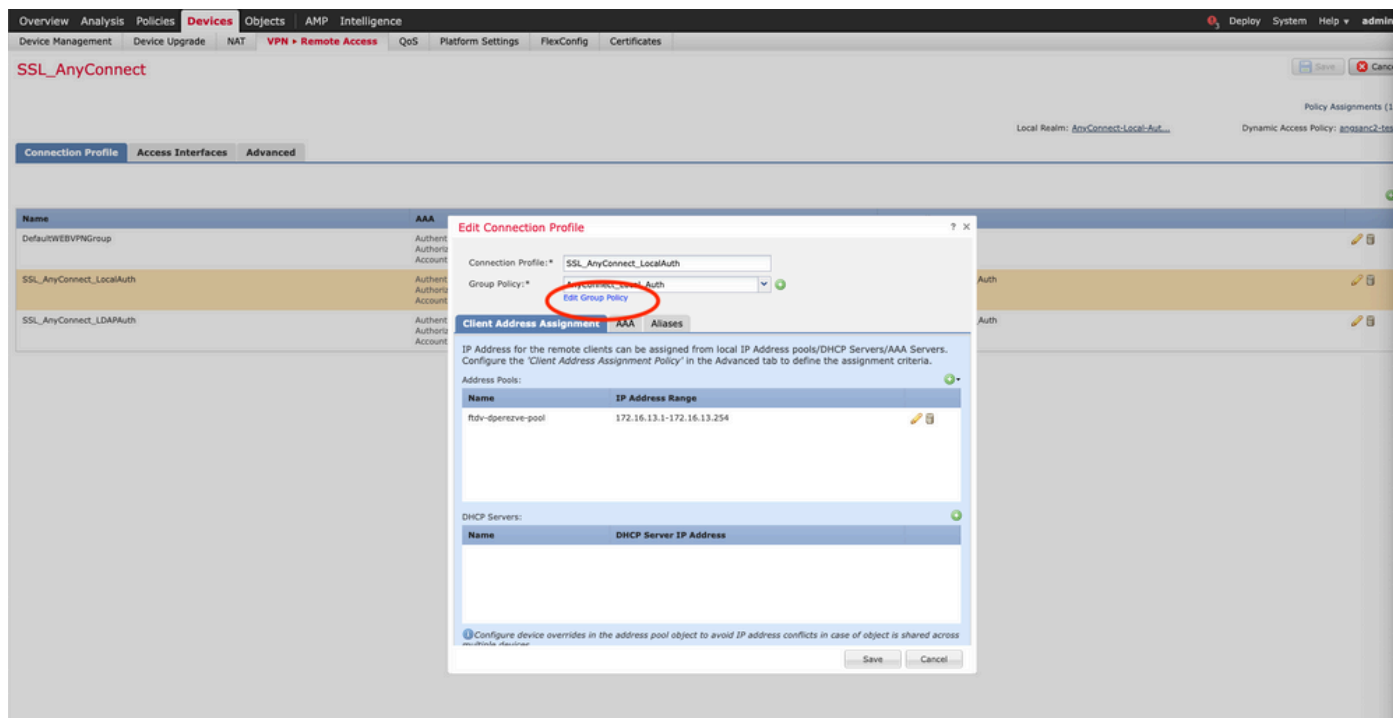 Overview Analysis Policies Devices Objects AMP Intelligence Deploy System Help admin
Device Management Device Upgrade NAT VPN ▸ Remote Access QoS Platform Settings FlexConfig Certificates
SSL_AnyConnect
Save Cance
Policy Assignments (1
Local Realm: AnyConnect-Local-Aut... Dynamic Access Policy:
Connection Profile Access Interfaces Advanced
Name AAA
DefaultWEBVPNGroup
Authent
Authoriz
Account
SSL_AnyConnect_LocalAuth
Authent
Authoriz
Account
Auth
SSL_AnyConnect_LDAPAuth
Authent
Authoriz
Account
Auth
Edit Connection Profile ? ×
Connection Profile:* SSL_AnyConnect_LocalAuth
Group Policy:* AnyConnect_Local_Auth
Edit Group Policy
Client Address Assignment AAA Aliases
IP Address for the remote clients can be assigned from local IP Address pools/DHCP Servers/AAA Servers.
Configure the 'Client Address Assignment Policy' in the Advanced tab to define the assignment criteria.
Address Pools:
Name IP Address Range
ftdv-dperezve-pool 172.16.13.1-172.16.13.254
DHCP Servers:
Name DHCP Server IP Address
Configure device overrides in the address pool object to avoid IP address conflicts in case of object is shared across
multiple devices
Save Cancel